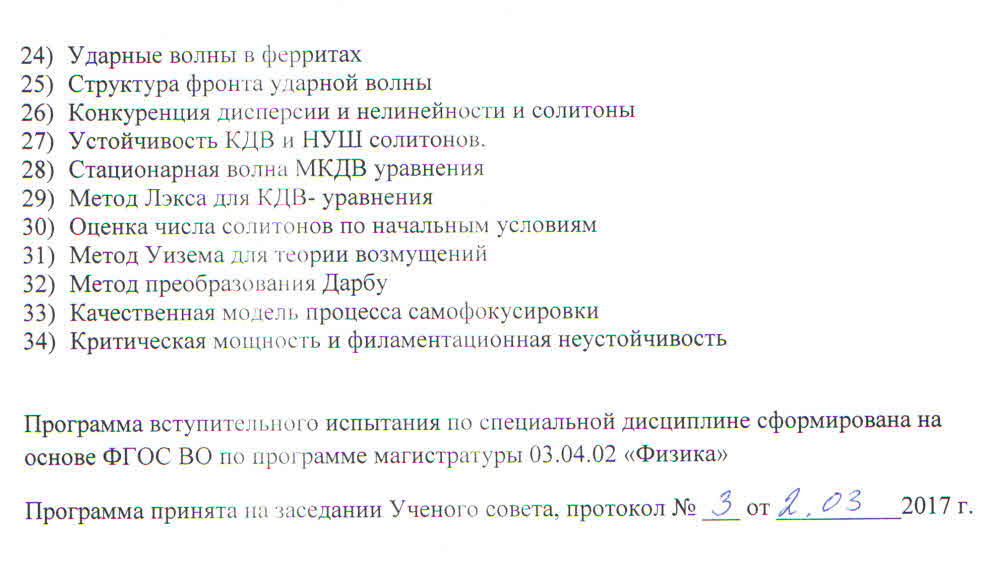 24) Ударные волны в ферритах
25) Структура фронта ударной волны
26) Конкуренция дисперсии и нелинейности и солитоны
27) Устойчивость КДВ и НУШ солитонов.
28) Стационарная волна МКДВ уравнения
29) Метод Лэкса для КДВ- уравнения
30) Оценка числа солитонов по начальным условиям
31) Метод Уизема для теории возмущений
32) Метод преобразования Дарбу
33) Качественная модель процесса самофокусировки
34) Критическая мощность и филаментационная неустойчивость
Программа вступительного испытания по специальной дисциплине сформирована на
основе ФГОС ВО по программе магистратуры 03.04.02 «Физика»
Программа принята на заседании Ученого совета, протокол № 3 от 2.03 2017 г.